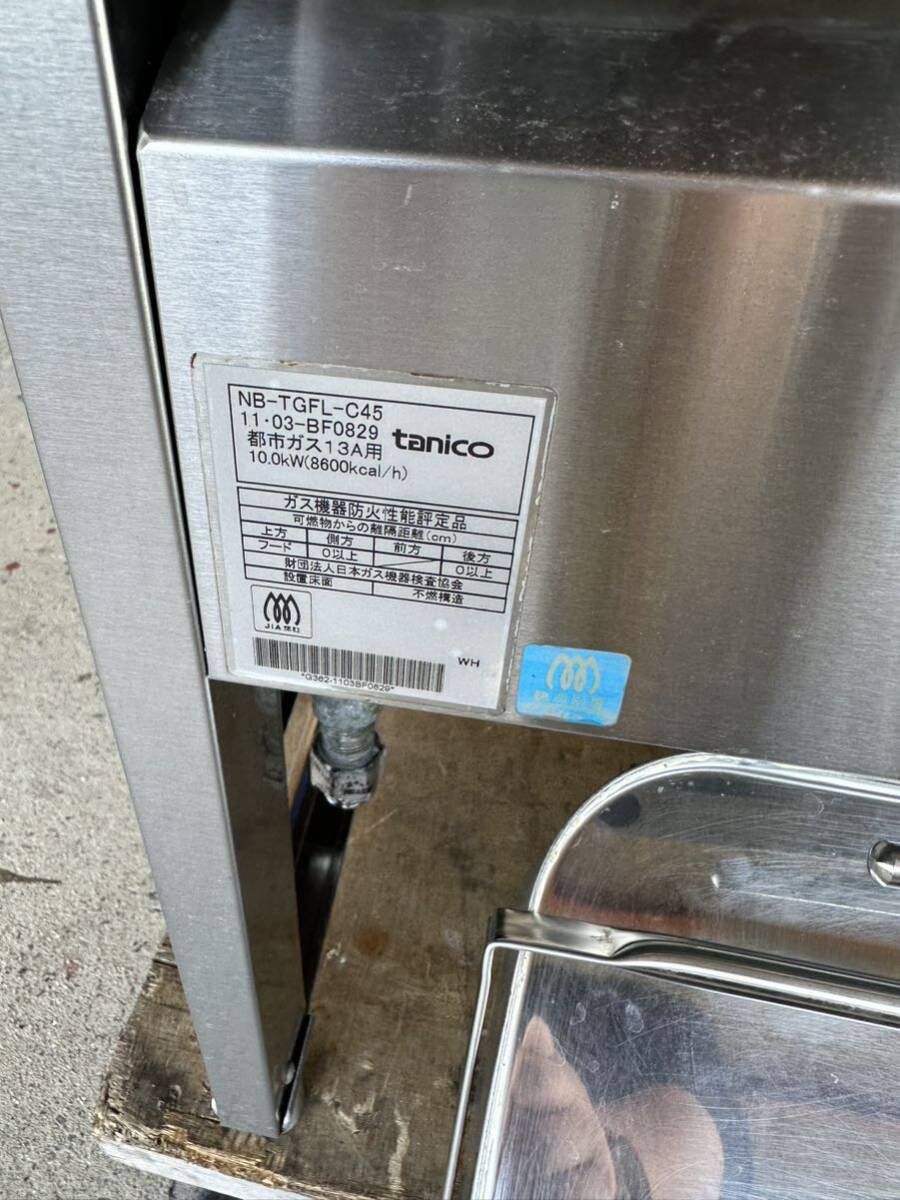 NB-TGFL-C45
11・03-BF0829
tanico
都市ガス13A用
10.0kW(8600kcal/h)
ガス機器防火性能評定品
可燃物からの離隔距離(cm)
上方 側方 前方 後方
フード 0以上 0以上
財団法人日本ガス機器検査協会
設置床面 不燃構造
JIA
WH
*G362-1103BF0829*